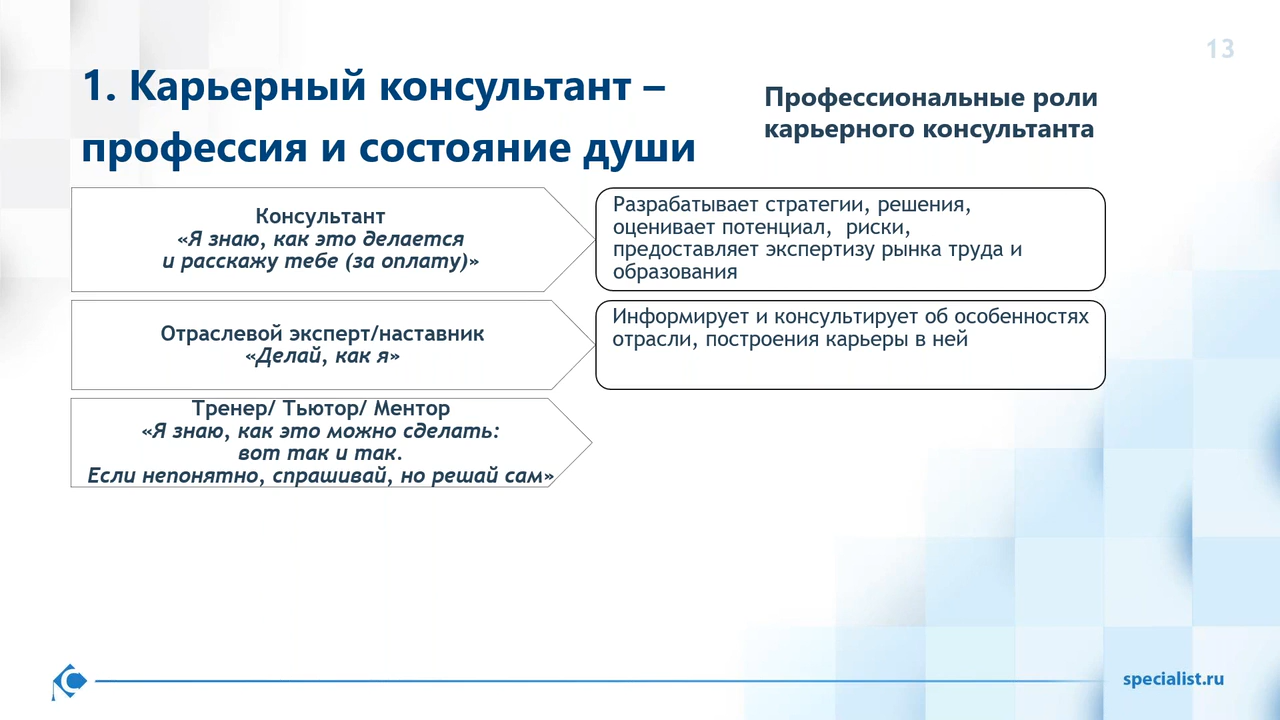 13
1. Карьерный консультант –
профессия и состояние души
Профессиональные роли
карьерного консультанта
Консультант
«Я знаю, как это делается
и расскажу тебе (за оплату)»
Разрабатывает стратегии, решения,
оценивает потенциал,  риски,
предоставляет экспертизу рынка труда и
образования
Отраслевой эксперт/наставник
«Делай, как я»
Информирует и консультирует об особенностях
отрасли, построения карьеры в ней
Тренер/ Тьютор/ Ментор
«Я знаю, как это можно сделать:
вот так и так.
Если непонятно, спрашивай, но решай сам»
specialist.ru